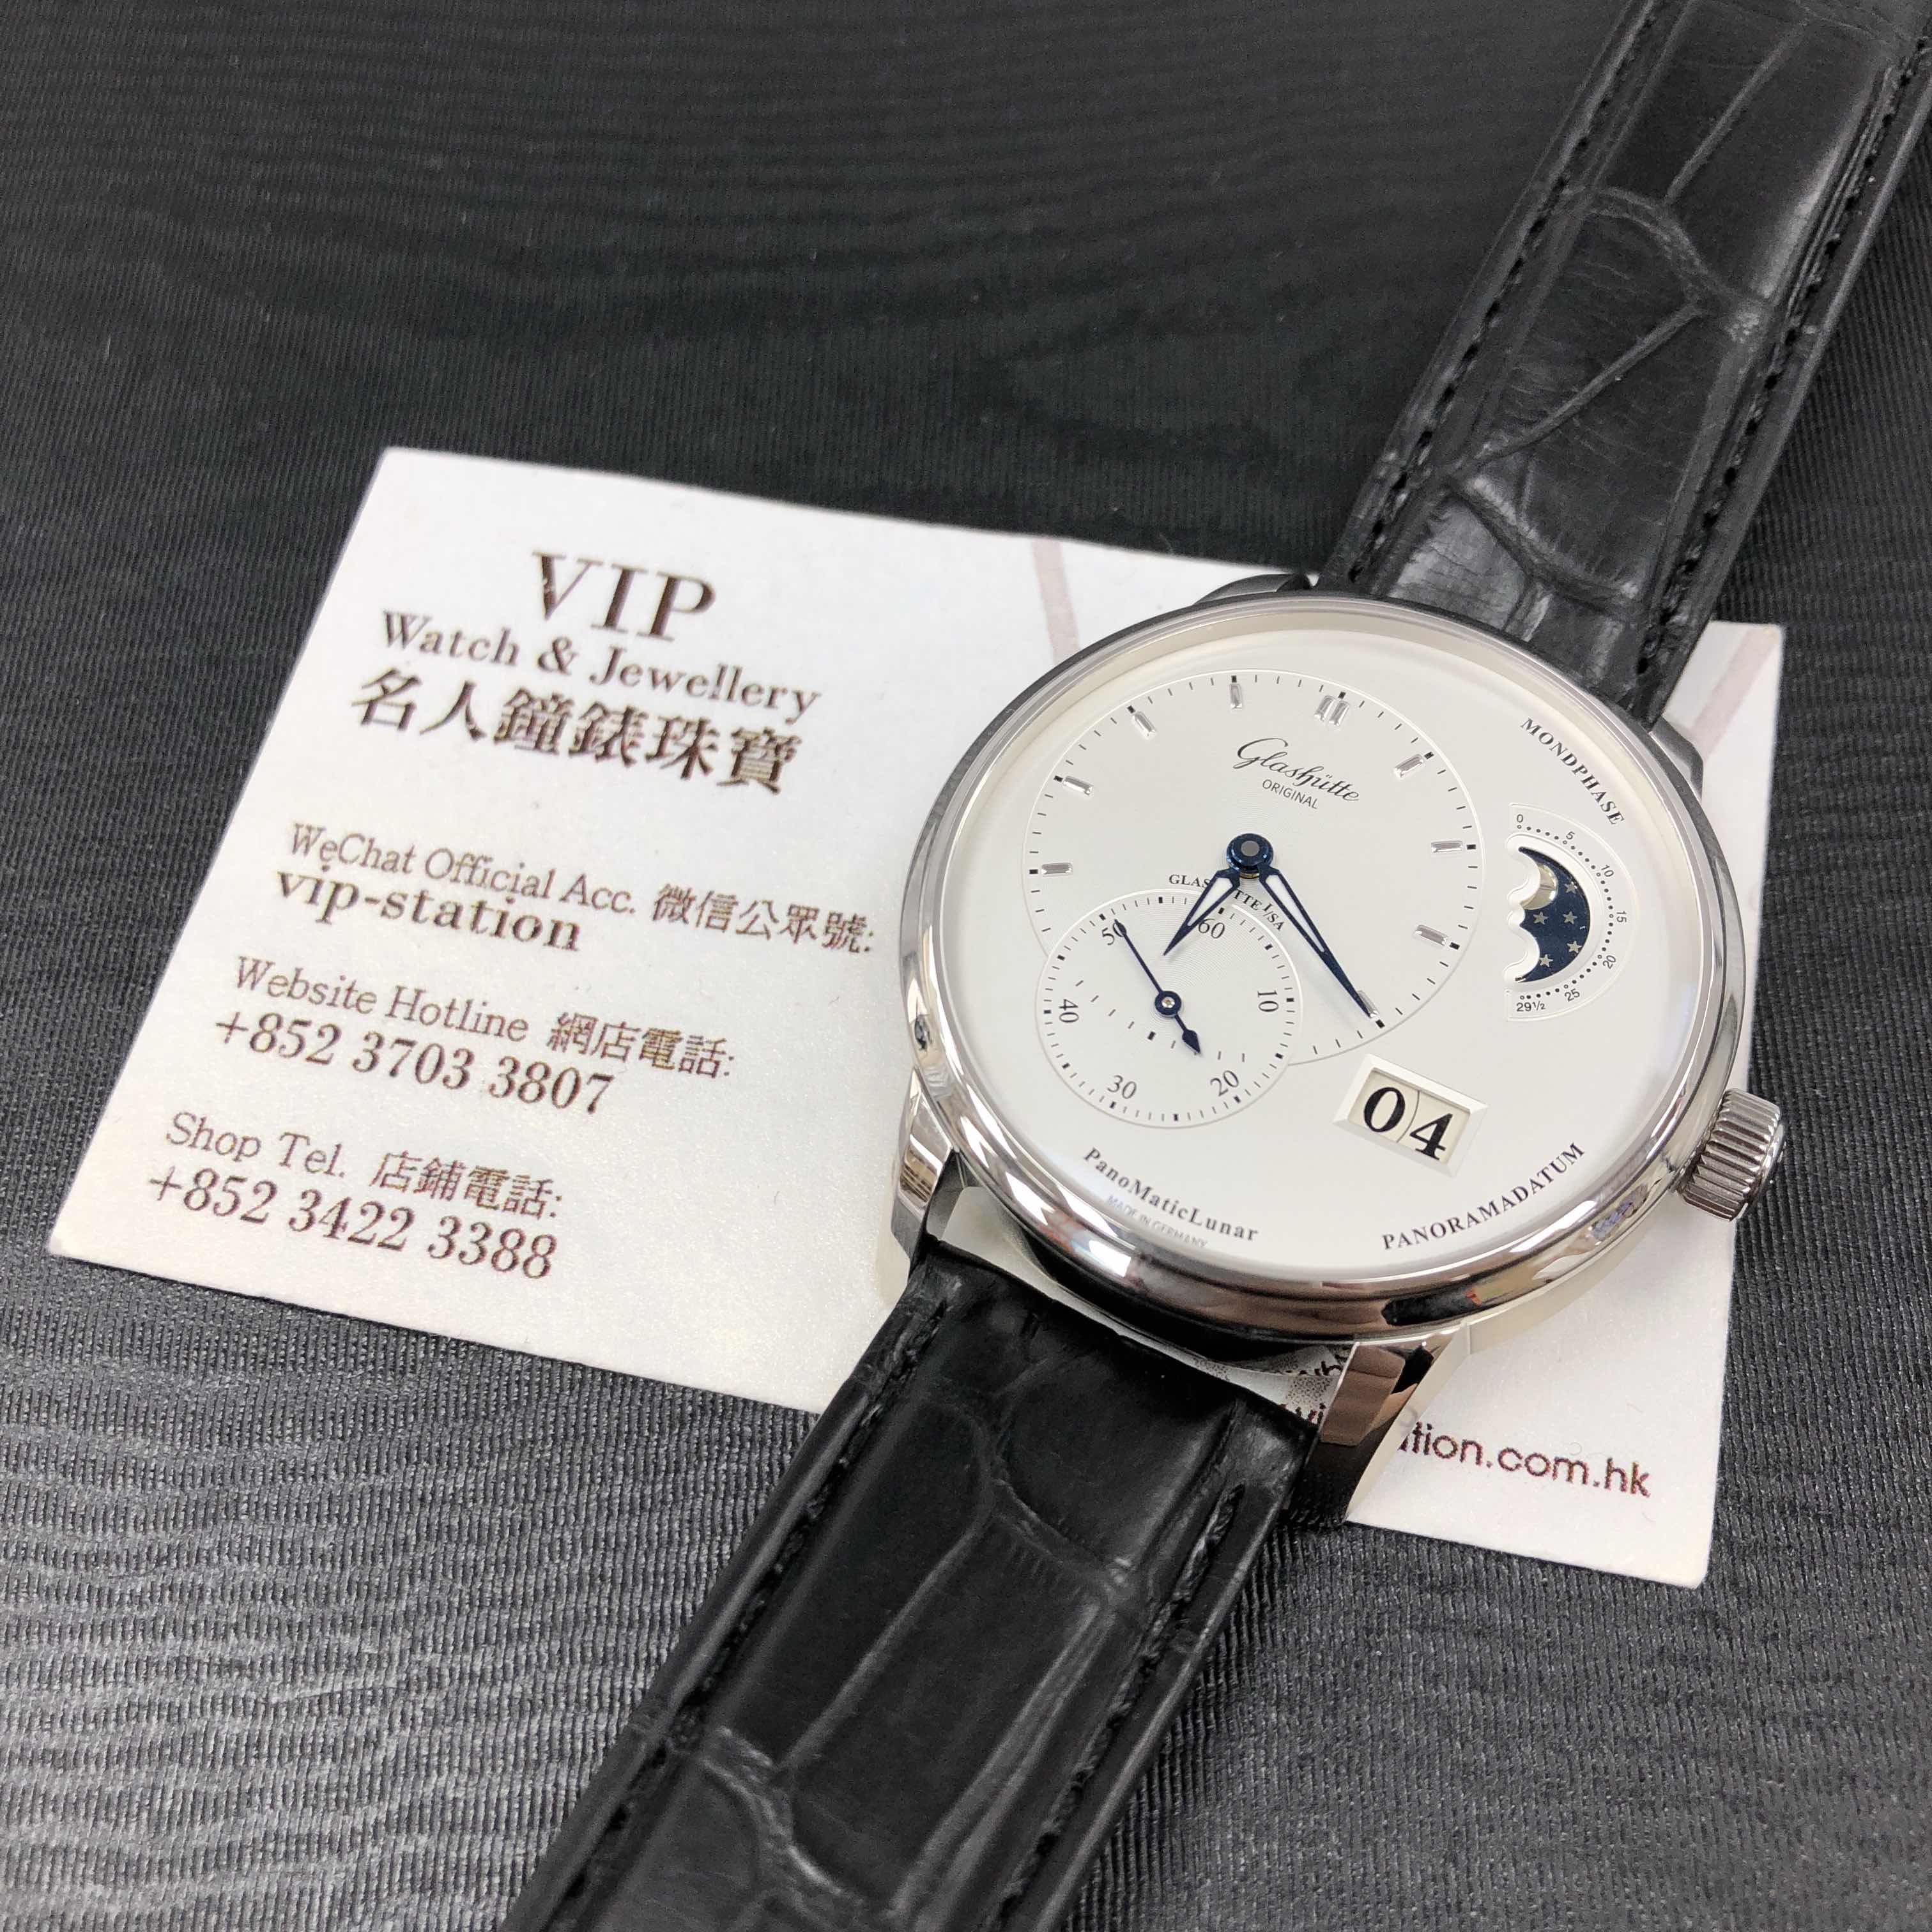 VIP
Watch & Jewellery
名人鐘錶珠寶
WeChat Official Acc. 微信公眾號:
vip-station
Website Hotline 網店電話:
+852 3703 3807
Shop Tel. 店鋪電話:
+852 3422 3388
Glashütte
ORIGINAL
MONDPHASE
0 5 10 15 20 25 29½
GLAS TTE I/SA
60
50
10
40
30
20
04
PanoMaticLunar
MADE IN GERMANY
PANORAMADATUM
tion.com.hk